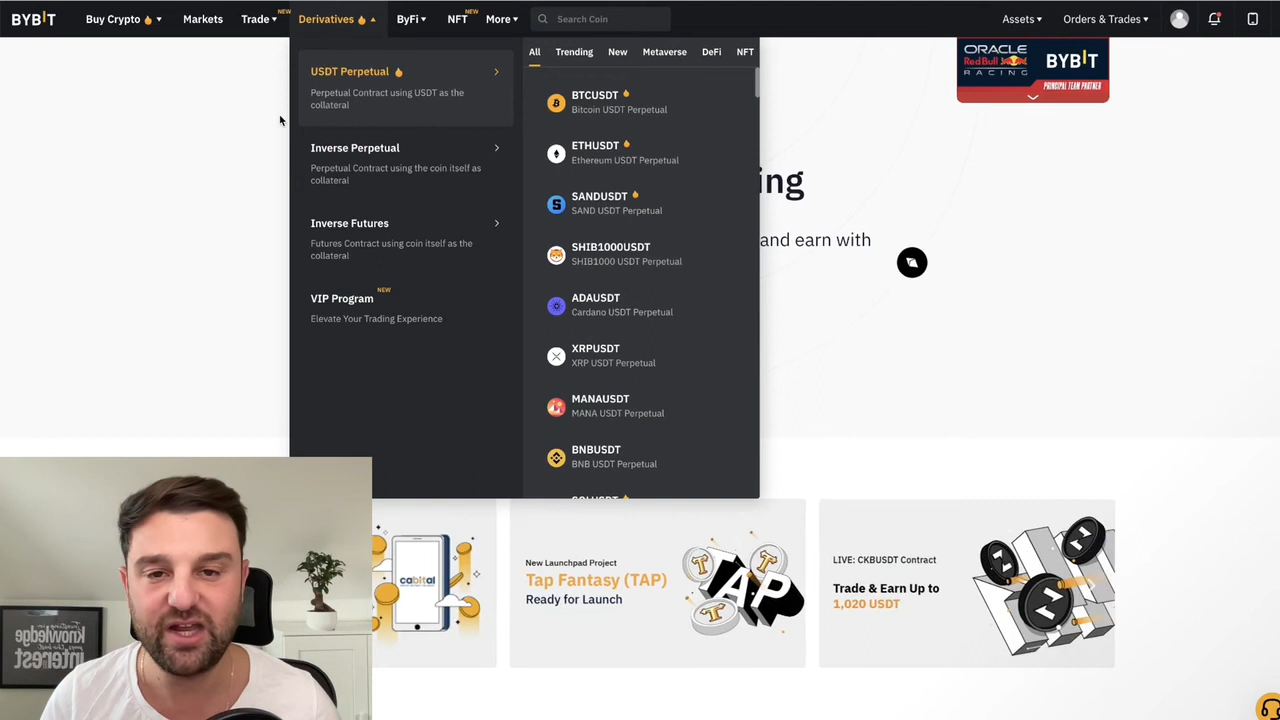 BYBIT
Buy Crypto
Markets
Trade
NEW
Derivatives
ByFi
NFT
NEW
More
Search Coin
Assets
Orders & Trades
USDT Perpetual
Perpetual Contract using USDT as the
collateral
Inverse Perpetual
Perpetual Contract using the coin itself as
collateral
Inverse Futures
Futures Contract using coin itself as the
collateral
VIP Program
NEW
Elevate Your Trading Experience
All
Trending
New
Metaverse
DeFi
NFT
BTCUSDT
Bitcoin USDT Perpetual
ETHUSDT
Ethereum USDT Perpetual
SANDUSDT
SAND USDT Perpetual
SHIB1000USDT
SHIB1000 USDT Perpetual
ADAUSDT
Cardano USDT Perpetual
XRPUSDT
XRP USDT Perpetual
MANAUSDT
MANA USDT Perpetual
BNBUSDT
BNB USDT Perpetual
ORACLE
Red Bull
RACING
BYBIT
PRINCIPAL TEAM PARTNER
ing
and earn with
cabital
New Launchpad Project
Tap Fantasy (TAP)
Ready for Launch
TAP
LIVE: CKBUSDT Contract
Trade & Earn Up to
1,020 USDT
Knowledge
pays the best
interest